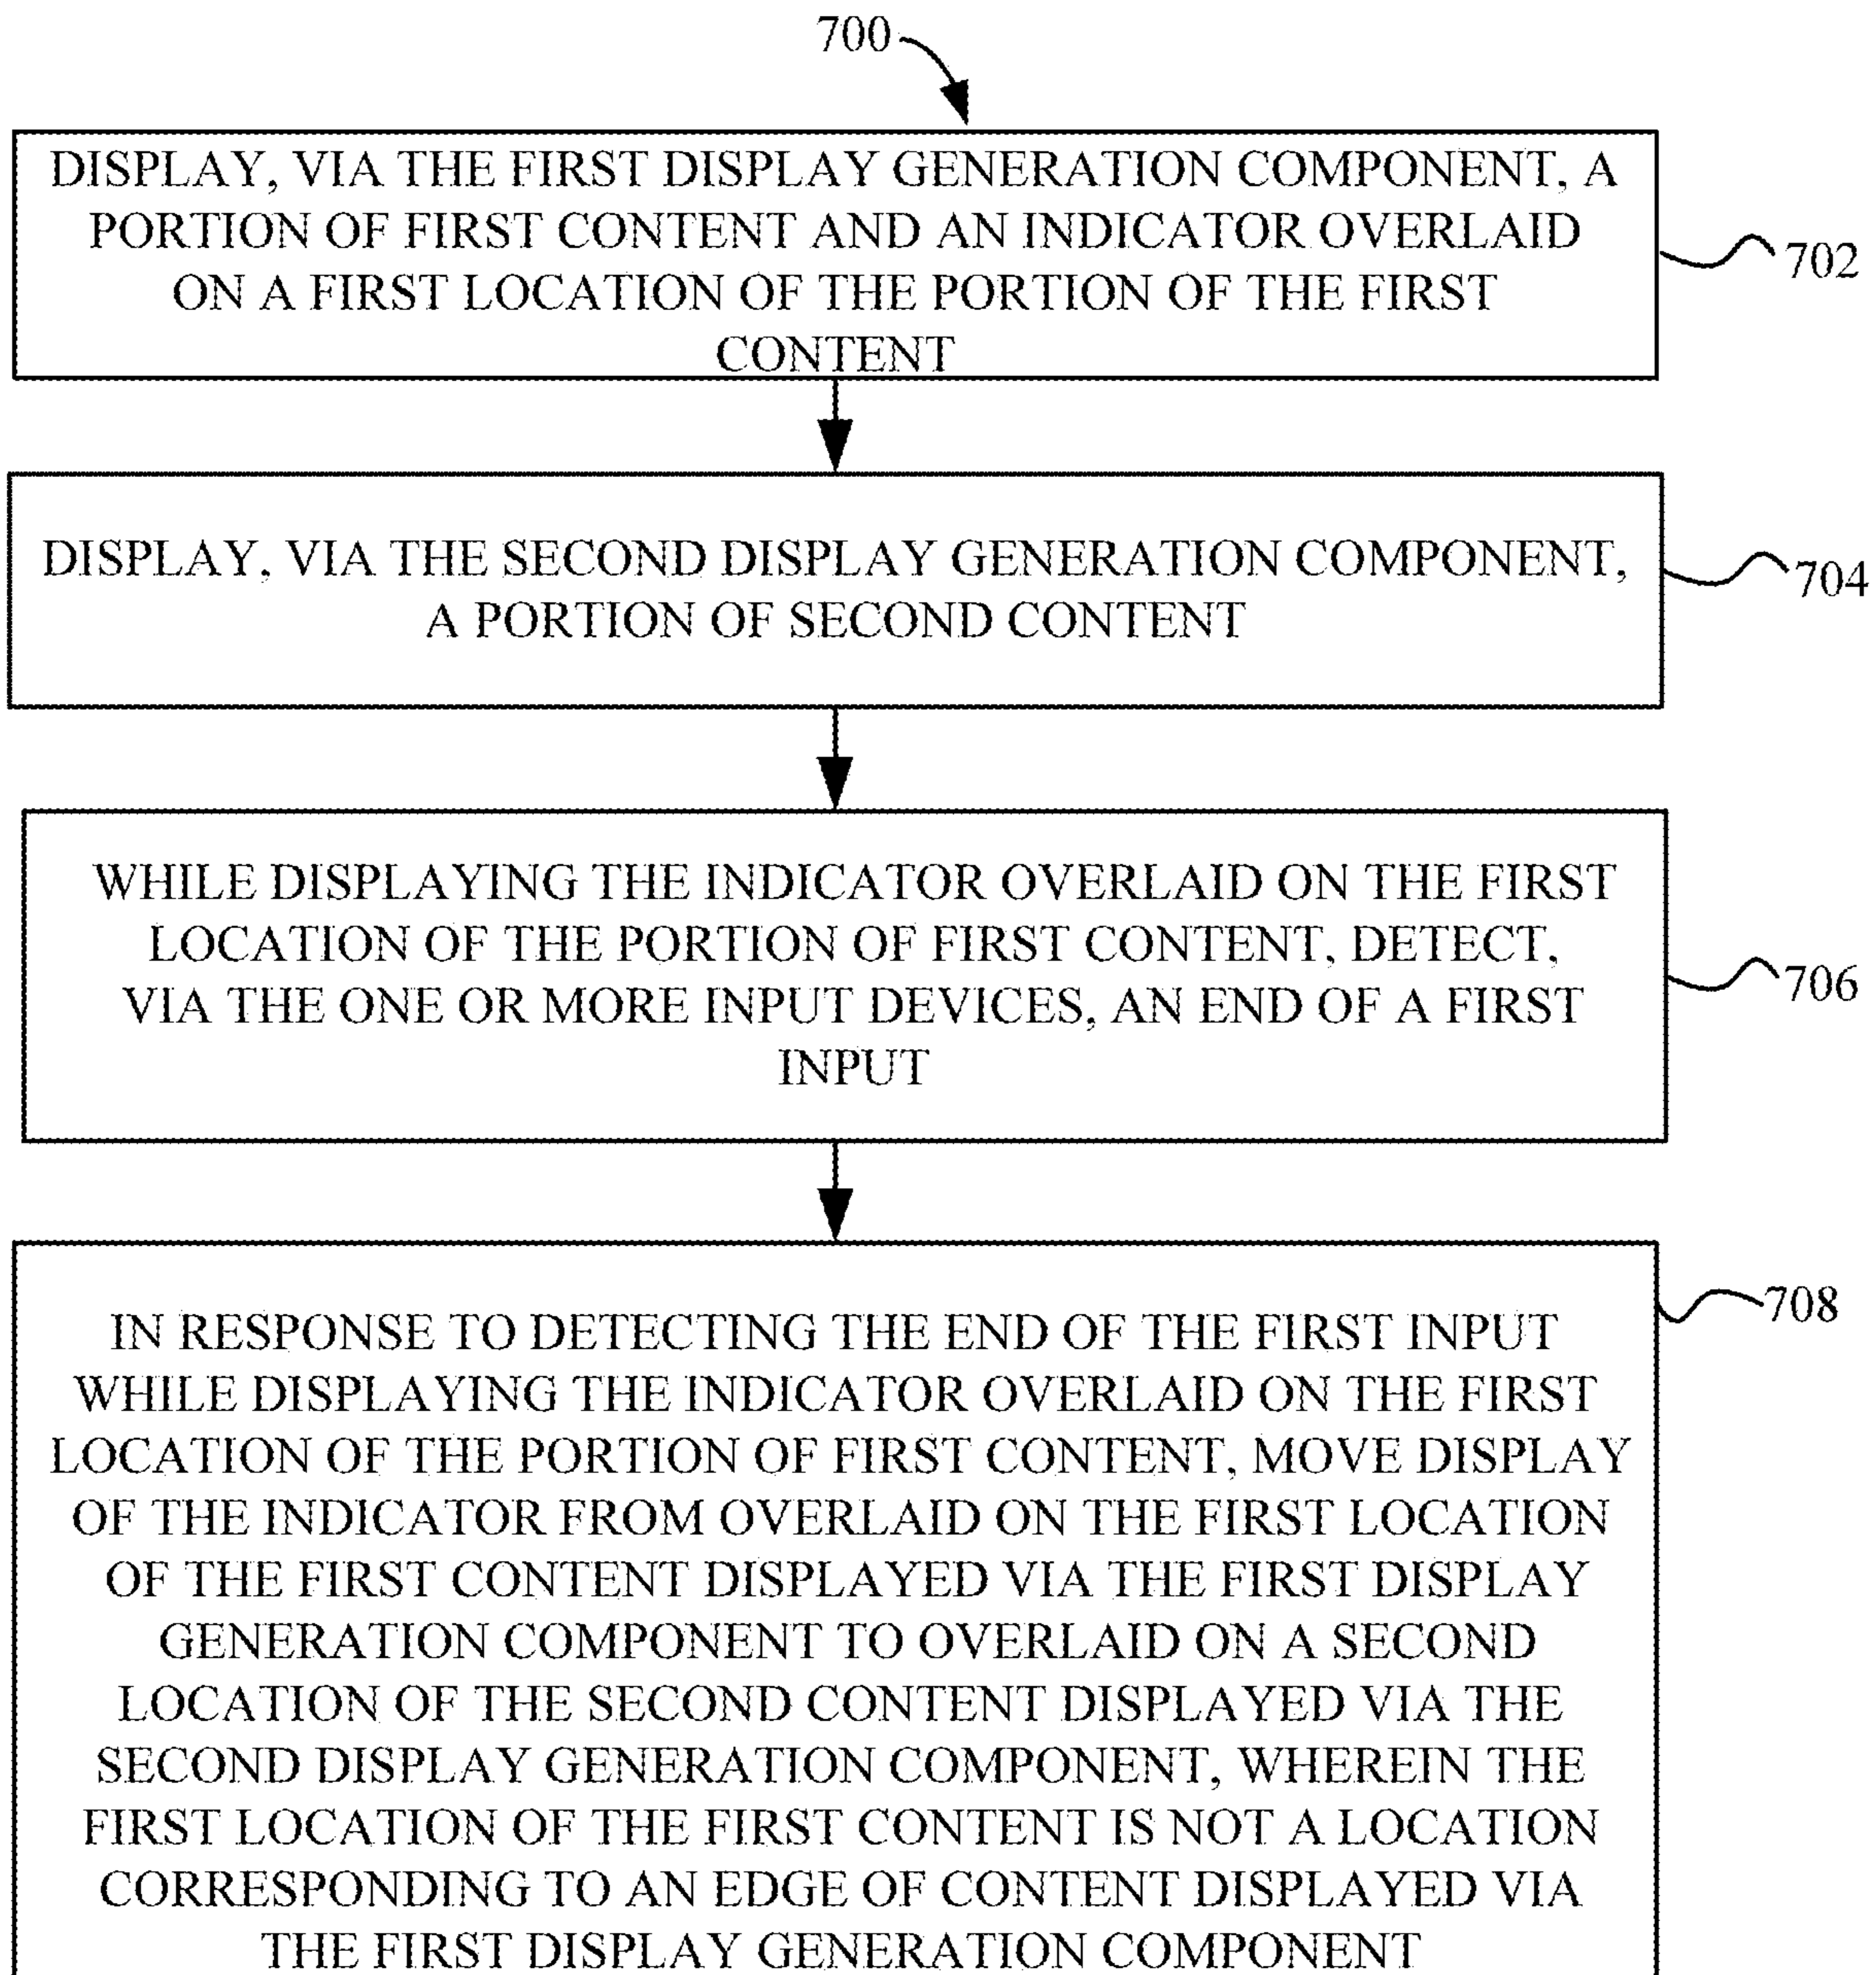 700
DISPLAY, VIA THE FIRST DISPLAY GENERATION COMPONENT, A
PORTION OF FIRST CONTENT AND AN INDICATOR OVERLAID
ON A FIRST LOCATION OF THE PORTION OF THE FIRST
CONTENT
702
DISPLAY, VIA THE SECOND DISPLAY GENERATION COMPONENT,
A PORTION OF SECOND CONTENT
704
WHILE DISPLAYING THE INDICATOR OVERLAID ON THE FIRST
LOCATION OF THE PORTION OF FIRST CONTENT, DETECT,
VIA THE ONE OR MORE INPUT DEVICES, AN END OF A FIRST
INPUT
706
IN RESPONSE TO DETECTING THE END OF THE FIRST INPUT
WHILE DISPLAYING THE INDICATOR OVERLAID ON THE FIRST
LOCATION OF THE PORTION OF FIRST CONTENT, MOVE DISPLAY
OF THE INDICATOR FROM OVERLAID ON THE FIRST LOCATION
OF THE FIRST CONTENT DISPLAYED VIA THE FIRST DISPLAY
GENERATION COMPONENT TO OVERLAID ON A SECOND
LOCATION OF THE SECOND CONTENT DISPLAYED VIA THE
SECOND DISPLAY GENERATION COMPONENT, WHEREIN THE
FIRST LOCATION OF THE FIRST CONTENT IS NOT A LOCATION
CORRESPONDING TO AN EDGE OF CONTENT DISPLAYED VIA
THE FIRST DISPLAY GENERATION COMPONENT
708